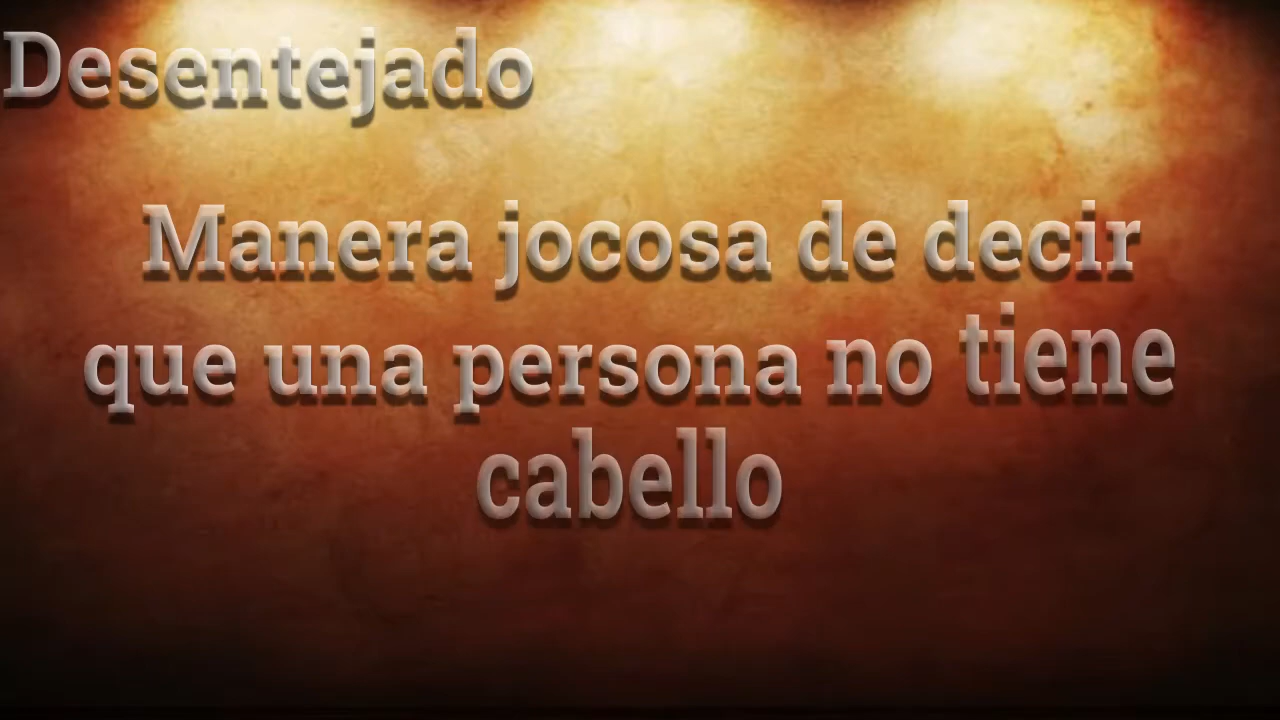 Desentejado
Manera jocosa de decir
que una persona no tiene
cabello